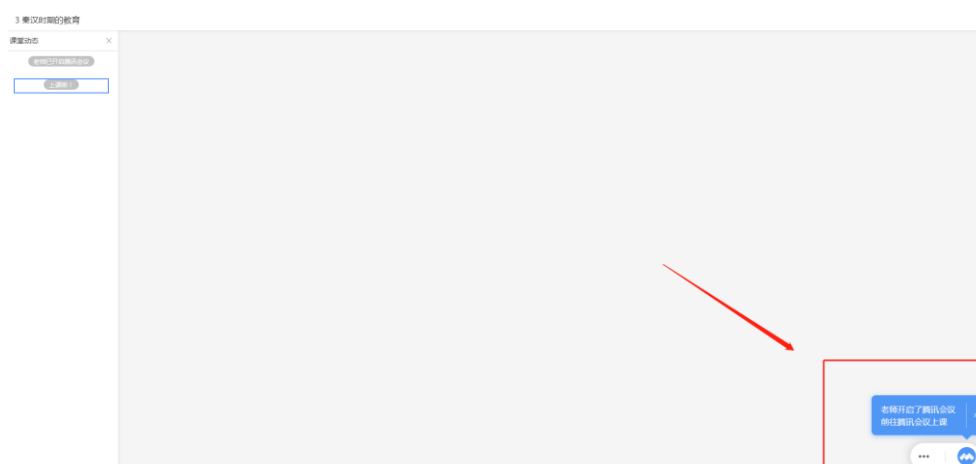 3 秦汉时期的教育
课堂动态
老师已开启腾讯会议
上课啦！
老师开启了腾讯会议
前往腾讯会议上课